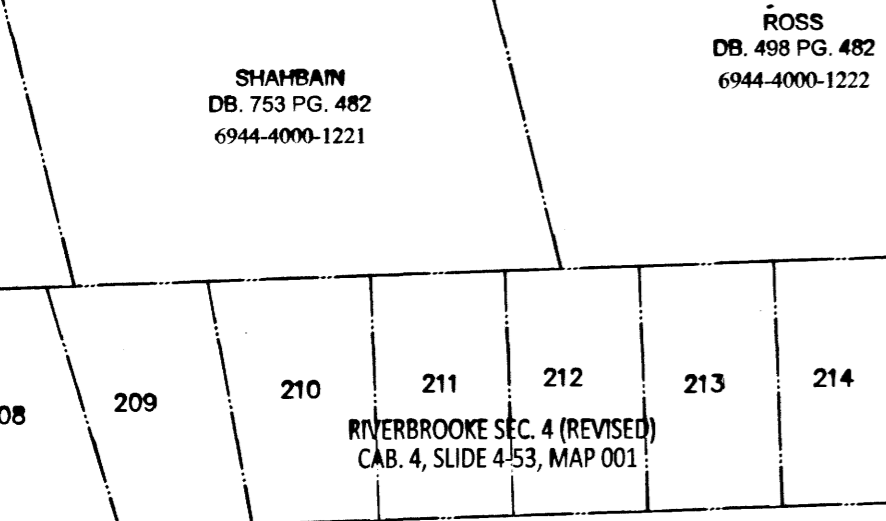 ROSS
DB. 498 PG. 482
6944-4000-1222
SHAHBAIN
DB. 753 PG. 482
6944-4000-1221
08
209
210
211
212
213
214
RIVERBROOKE SEC. 4 (REVISED)
CAB. 4, SLIDE 4-53, MAP 001